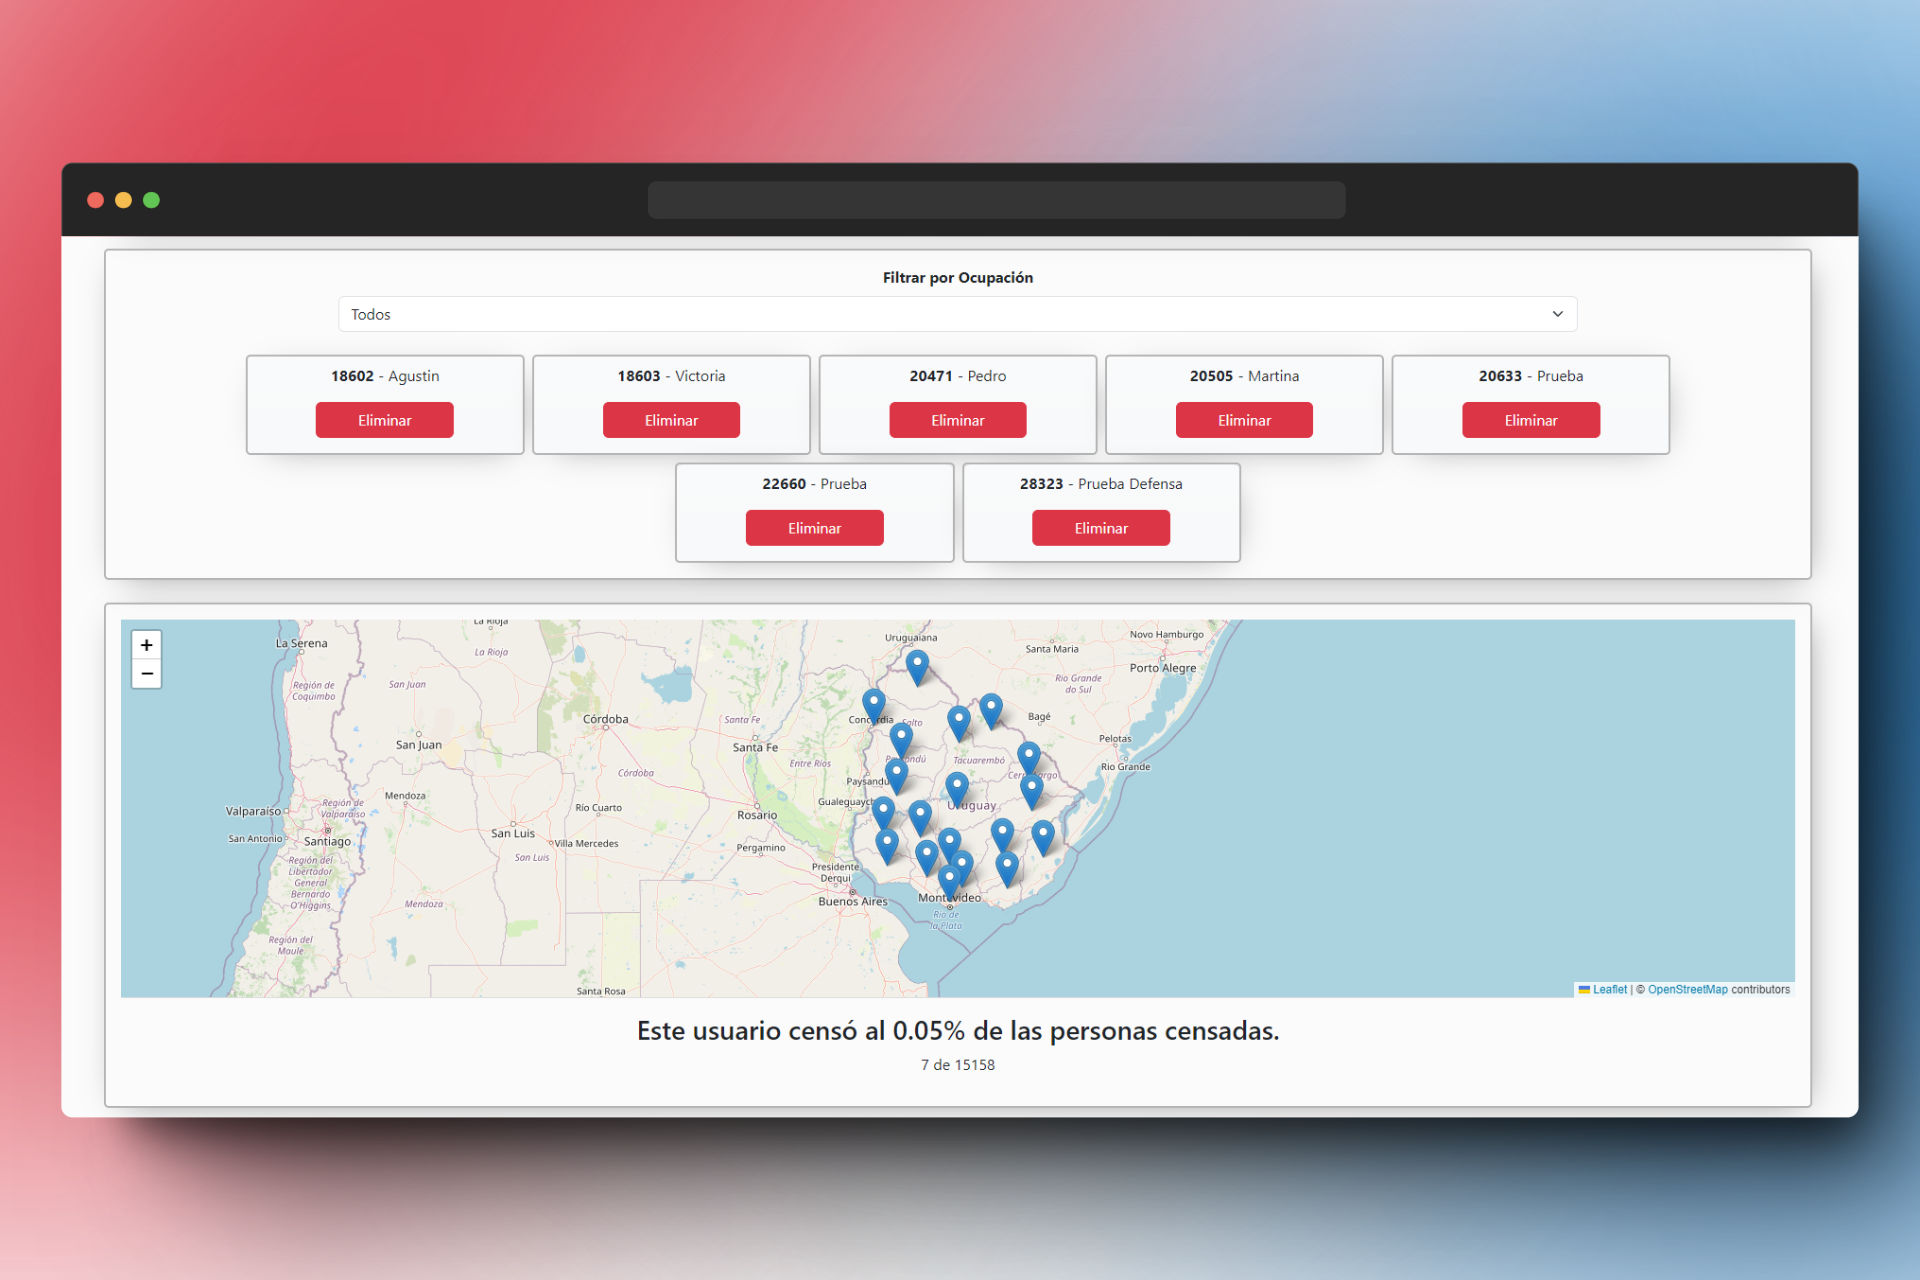 Filtrar por Ocupación
Todos
18602 - Agustin
Eliminar
18603 - Victoria
Eliminar
20471 - Pedro
Eliminar
20505 - Martina
Eliminar
20633 - Prueba
Eliminar
22660 - Prueba
Eliminar
28323 - Prueba Defensa
Eliminar
+
−
La Serena
La Rioja
La Rioja
Región de
Coquimbo
San Juan
San Juan
Córdoba
Córdoba
Santa Fe
Santa Fe
Entre Ríos
Uruguaiana
Santa Maria
Novo Hamburgo
Porto Alegre
Rio Grande
do Sul
Bagé
Pelotas
Rio Grande
Salto
Tacuarembó
Uruguay
Mendoza
Valparaíso
Región de
Valparaíso
San Antonio
Santiago
Región del
Libertador
General
Bernardo
O'Higgins
Región del
Maule
Mendoza
San Luis
San Luis
Villa Mercedes
Río Cuarto
Rosario
Pergamino
Presidente
Derqui
Buenos Aires
Montevideo
Río de
la Plata
Santa Rosa
Leaflet | © OpenStreetMap contributors
Este usuario censó al 0.05% de las personas censadas.
7 de 15158